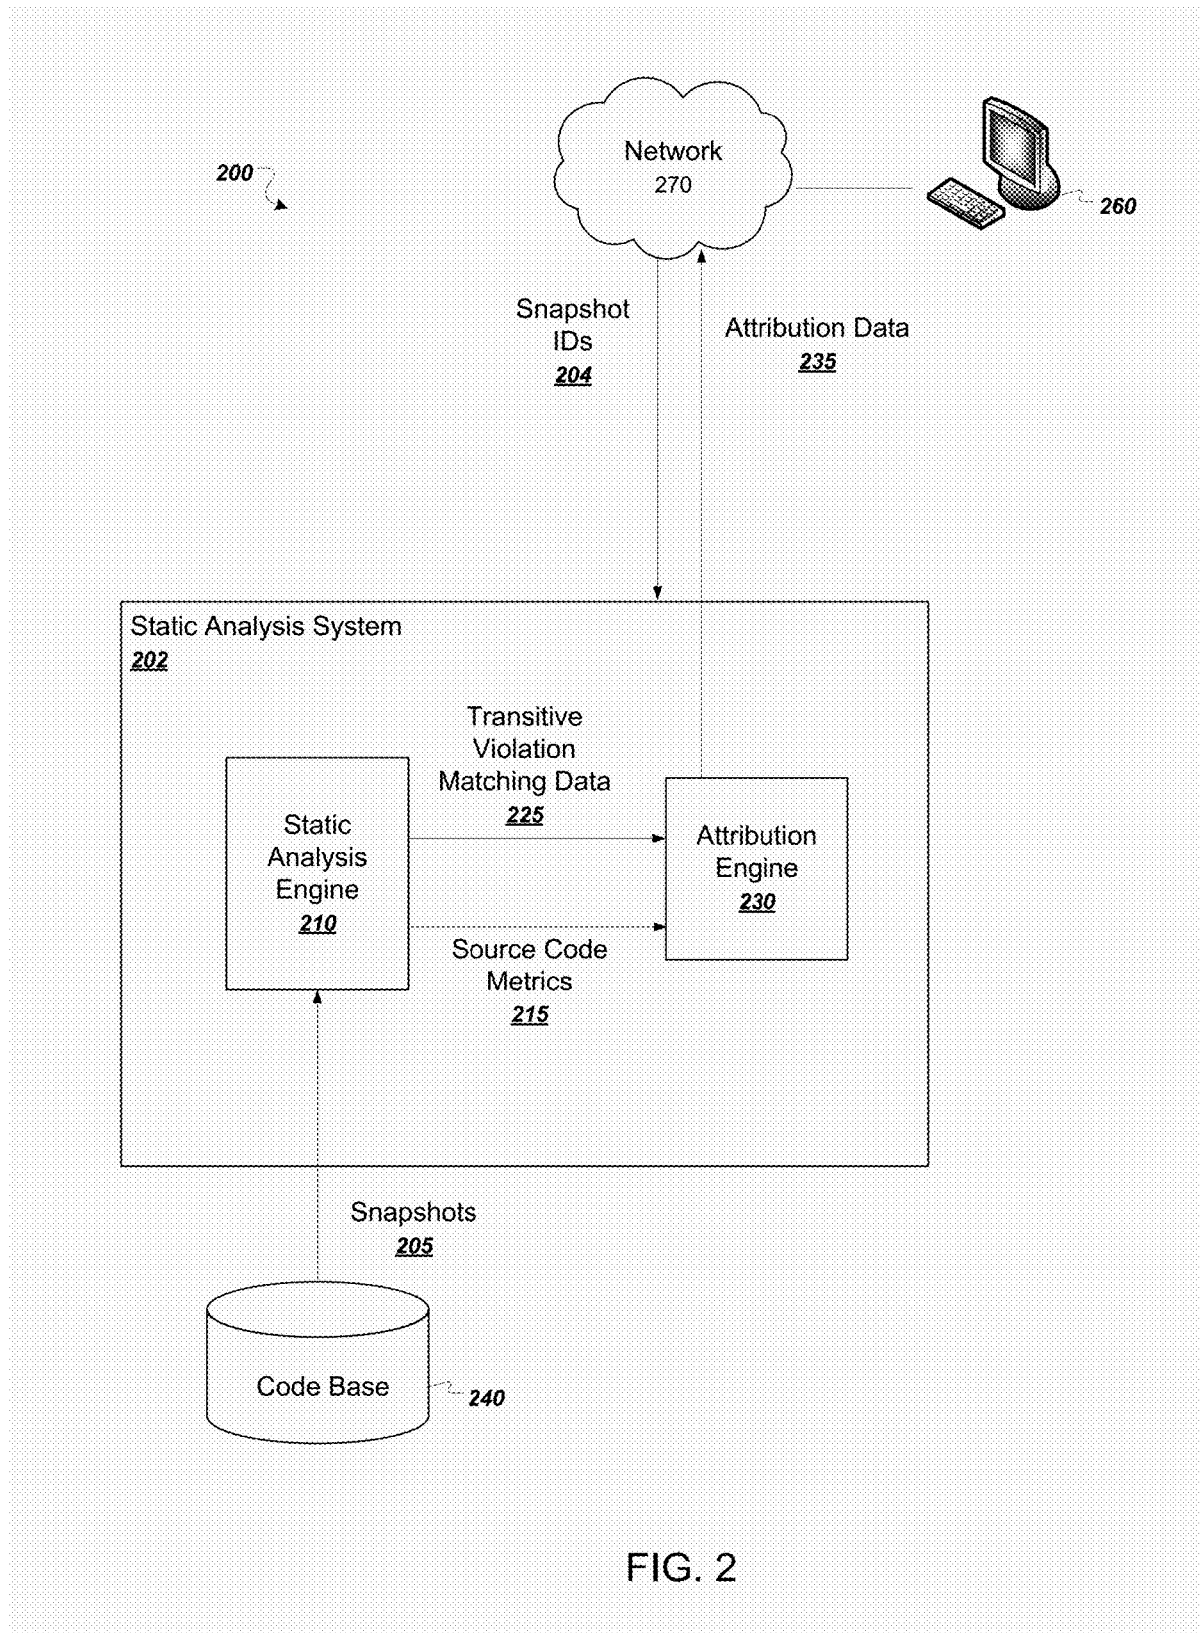 Network
270
200
260
Snapshot
IDs
204
Attribution Data
235
Static Analysis System
202
Transitive
Violation
Matching Data
225
Static
Analysis
Engine
210
Attribution
Engine
230
Source Code
Metrics
215
Snapshots
205
Code Base
240
FIG. 2